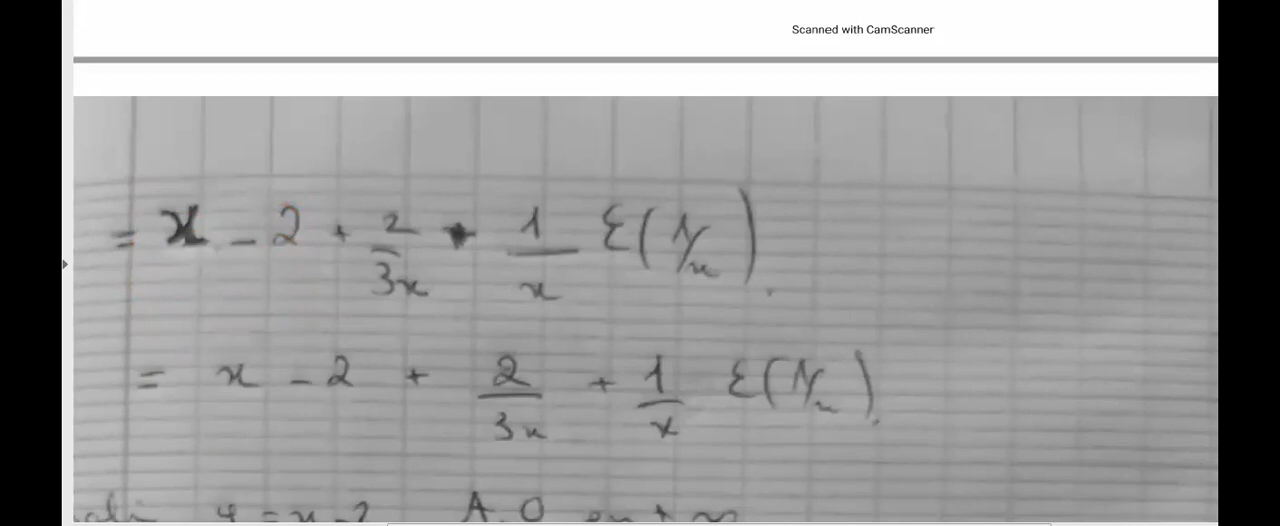 Scanned with CamScanner
= x - 2 + 2/3x + 1/x ε(1/x).
= x - 2 + 2/3x + 1/x ε(1/x).
y = x - 2 A.O en + ∞